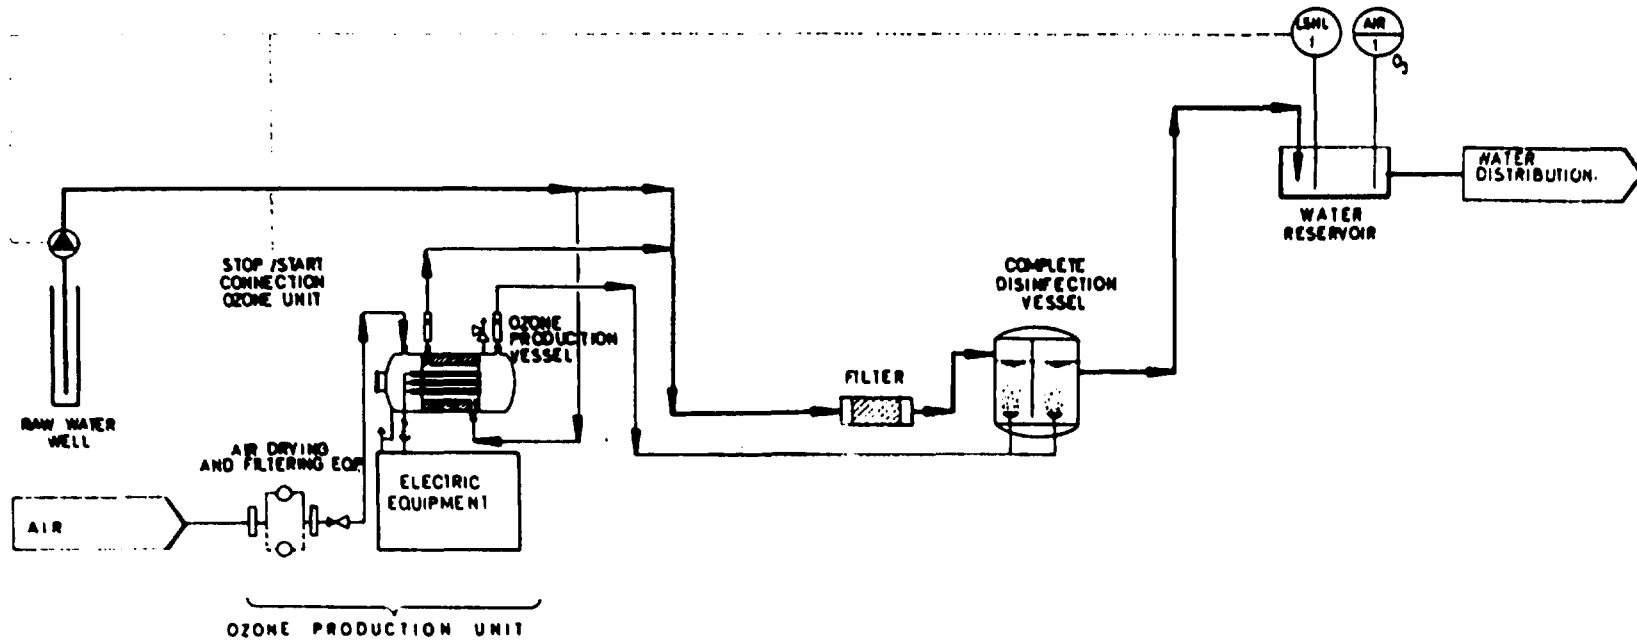 LSHL
1
AIR
1
9
WATER
DISTRIBUTION.
WATER
RESERVOIR
STOP/START
CONNECTION
OZONE UNIT
COMPLETE
DISINFECTION
VESSEL
OZONE
PRODUCTION
VESSEL
FILTER
RAW WATER
WELL
AIR DRYING
AND FILTERING EQP
ELECTRIC
EQUIPMENT
AIR
OZONE PRODUCTION UNIT